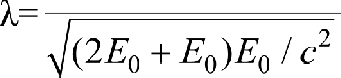 λ= / √(2E₀ + E₀)E₀ / c²